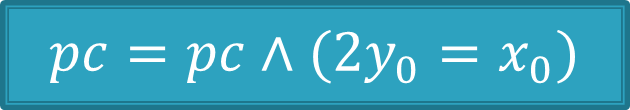 𝑝𝑐 = 𝑝𝑐 ∧ (2𝑦₀ = 𝑥₀)